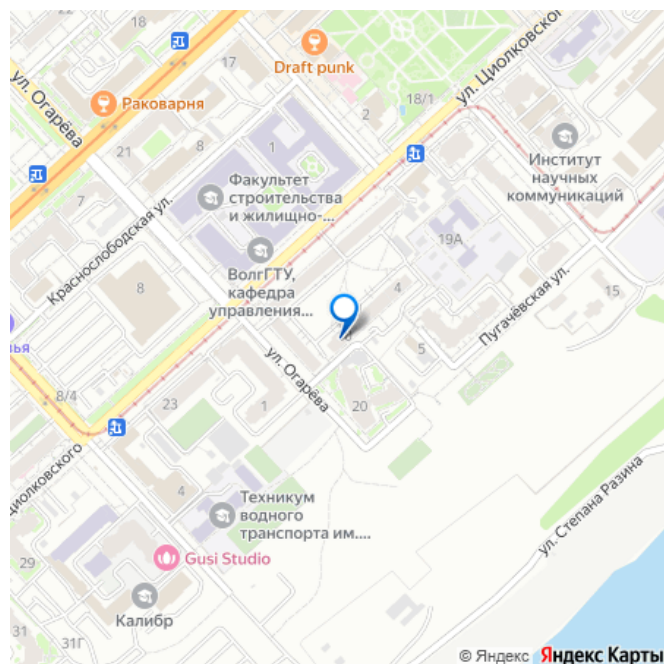 ул. Огарёва
17
Draft punk
Раковарня
2
18/1
ул. Циолковског
21
8
1
Институт
научных
коммуникаций
Факультет
строительства
и жилищно-...
7
Краснослободская ул.
19А
ВолгГТУ,
кафедра
управления...
8
4
Пугачёвская ул.
15
вья
5
ул. Огарёва
8/4
23
1
20
Циолковского
4
Техникум
водного
транспорта им....
ул. Степана Разина
29
Gusi Studio
Калибр
31
31Г
© Яндекс Яндекс Карты